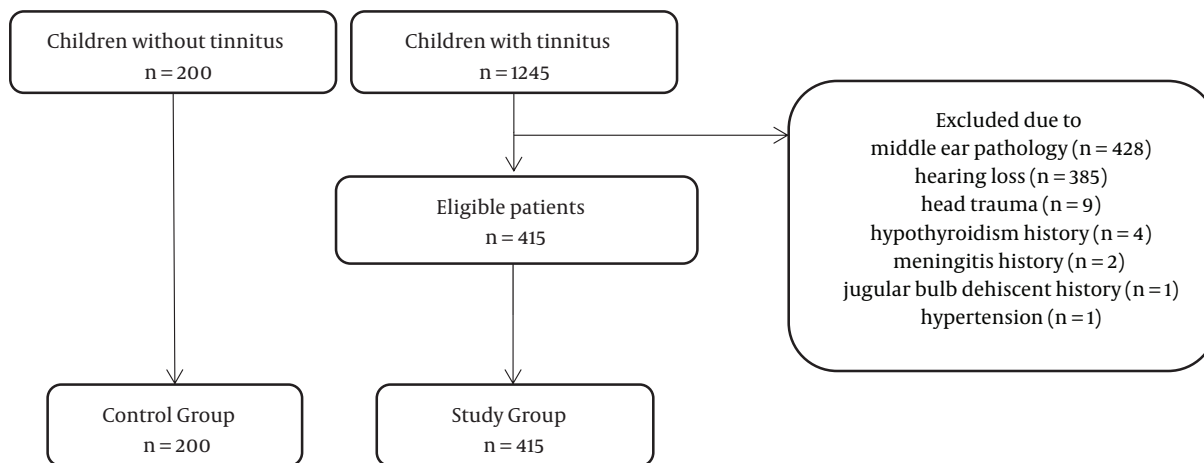 Children without tinnitus
n = 200
Children with tinnitus
n = 1245
Excluded due to
middle ear pathology (n = 428)
hearing loss (n = 385)
head trauma (n = 9)
hypothyroidism history (n = 4)
meningitis history (n = 2)
jugular bulb dehiscent history (n = 1)
hypertension (n = 1)
Eligible patients
n = 415
Control Group
n = 200
Study Group
n = 415